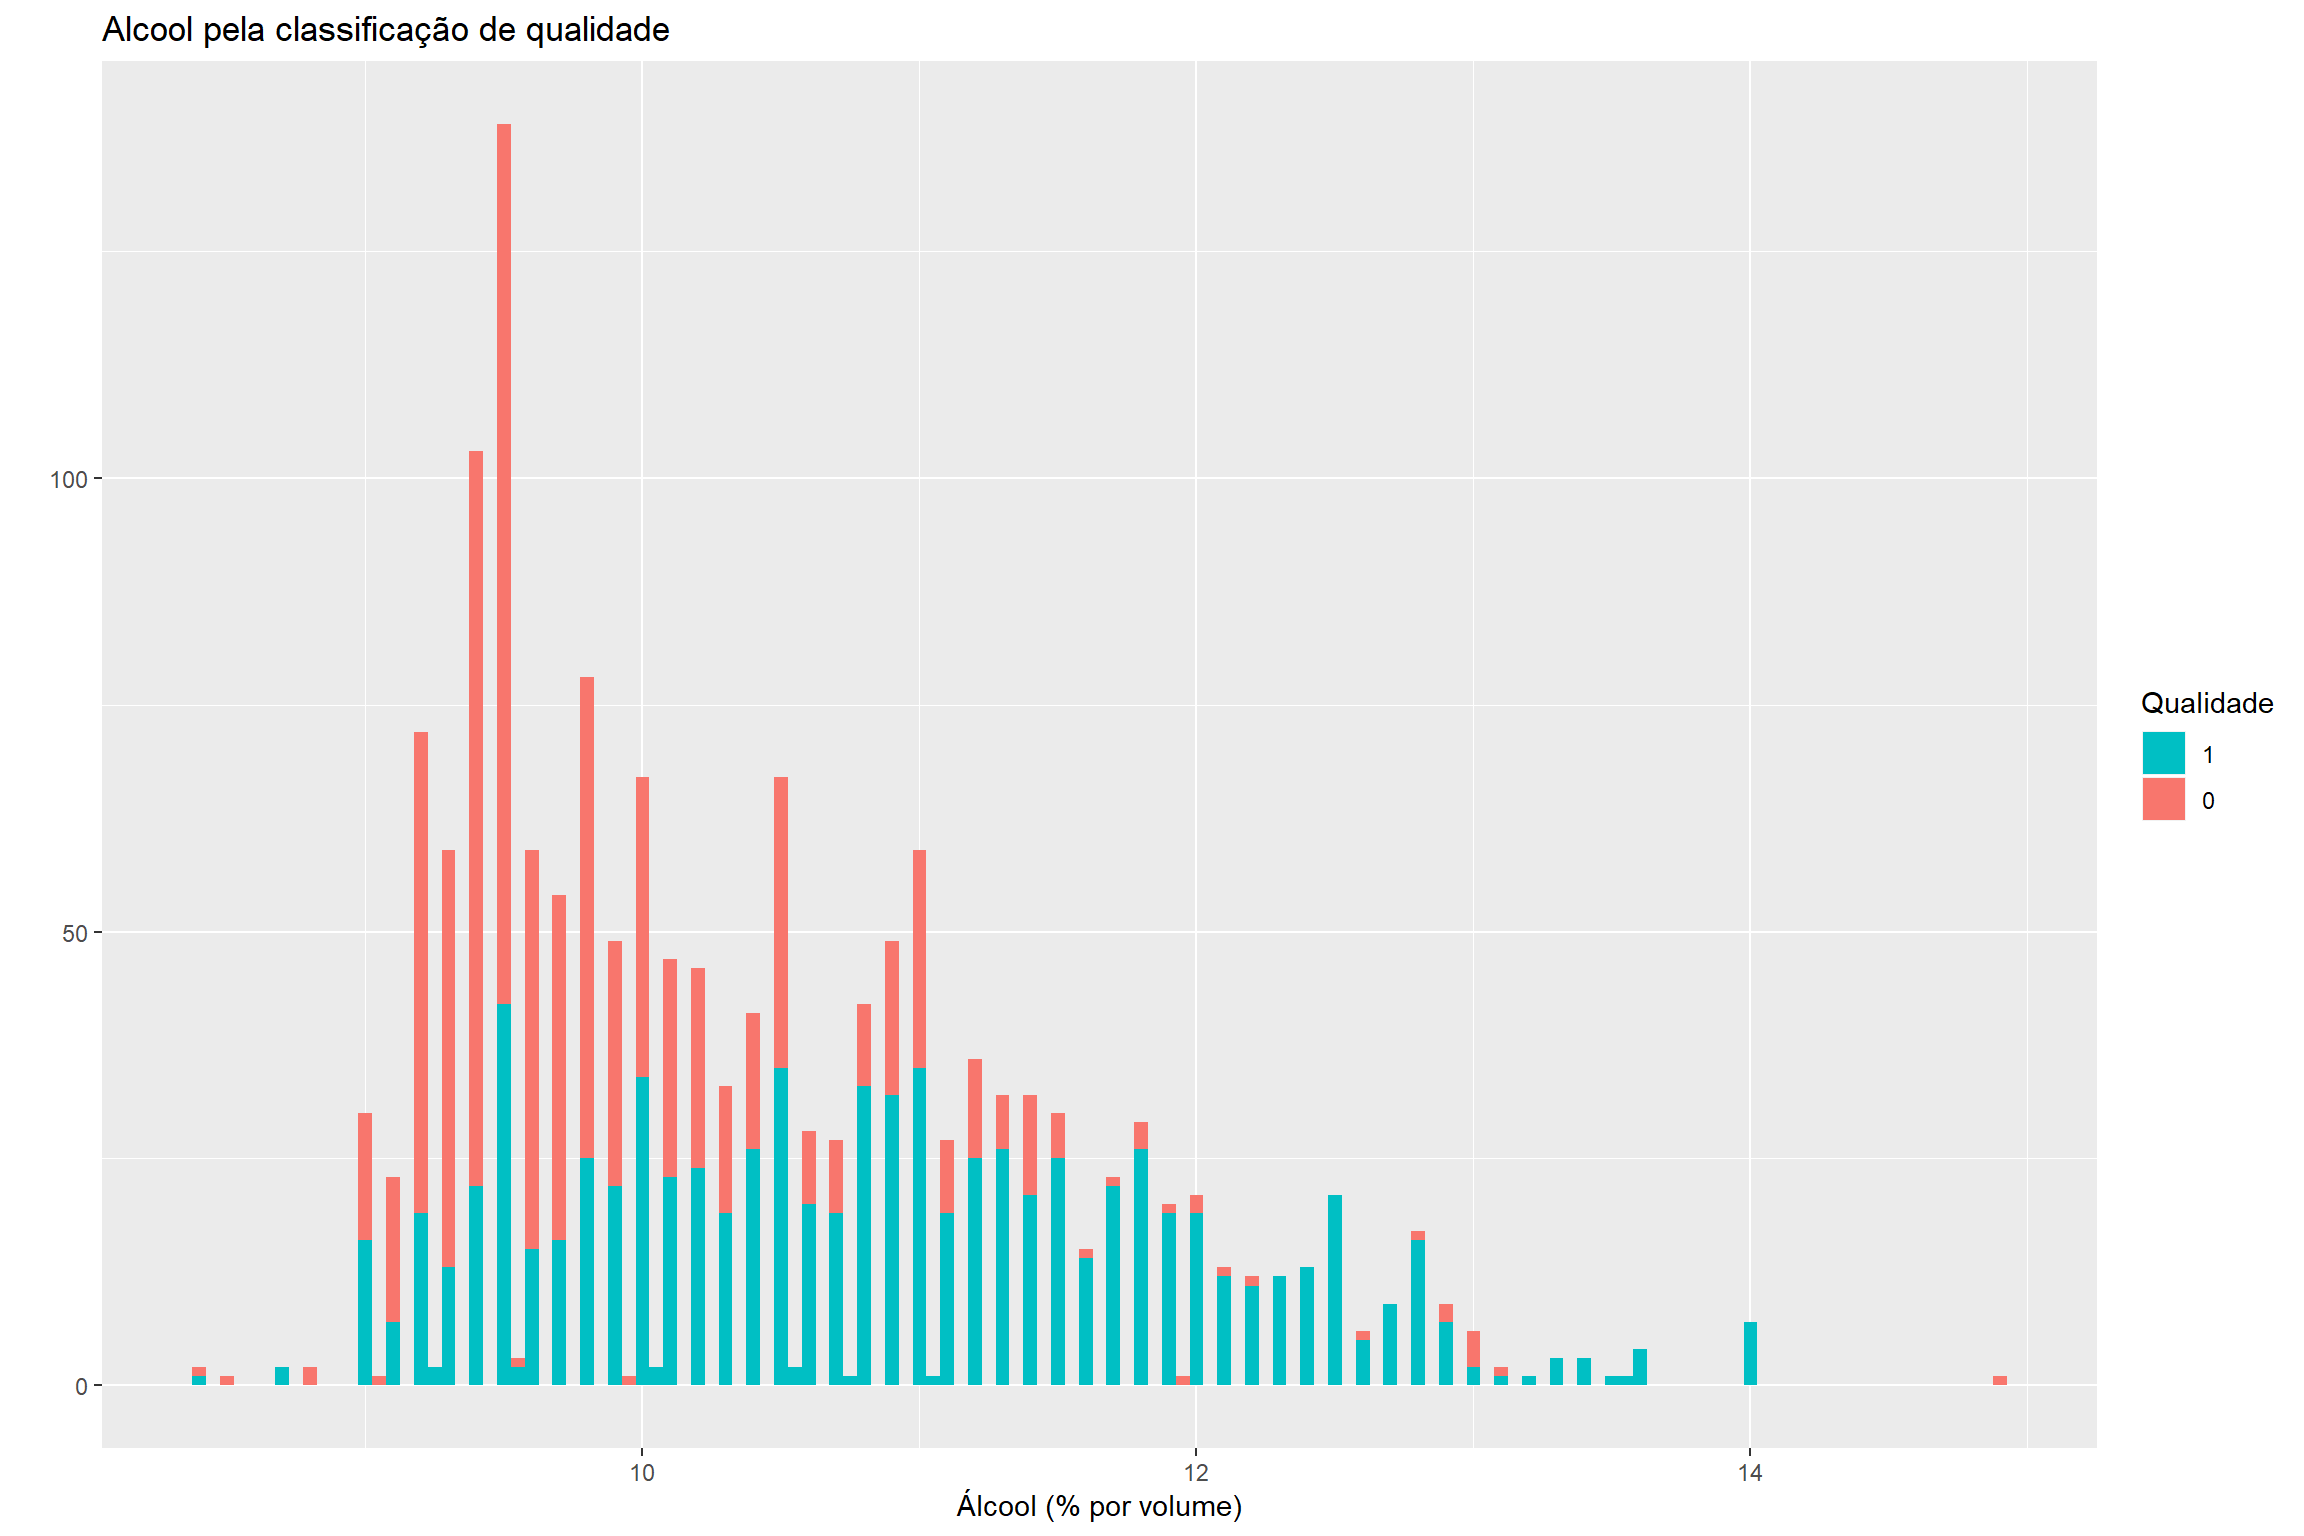 Alcool pela classificação de qualidade
100
50
0
10
12
14
Álcool (% por volume)
Qualidade
1
0